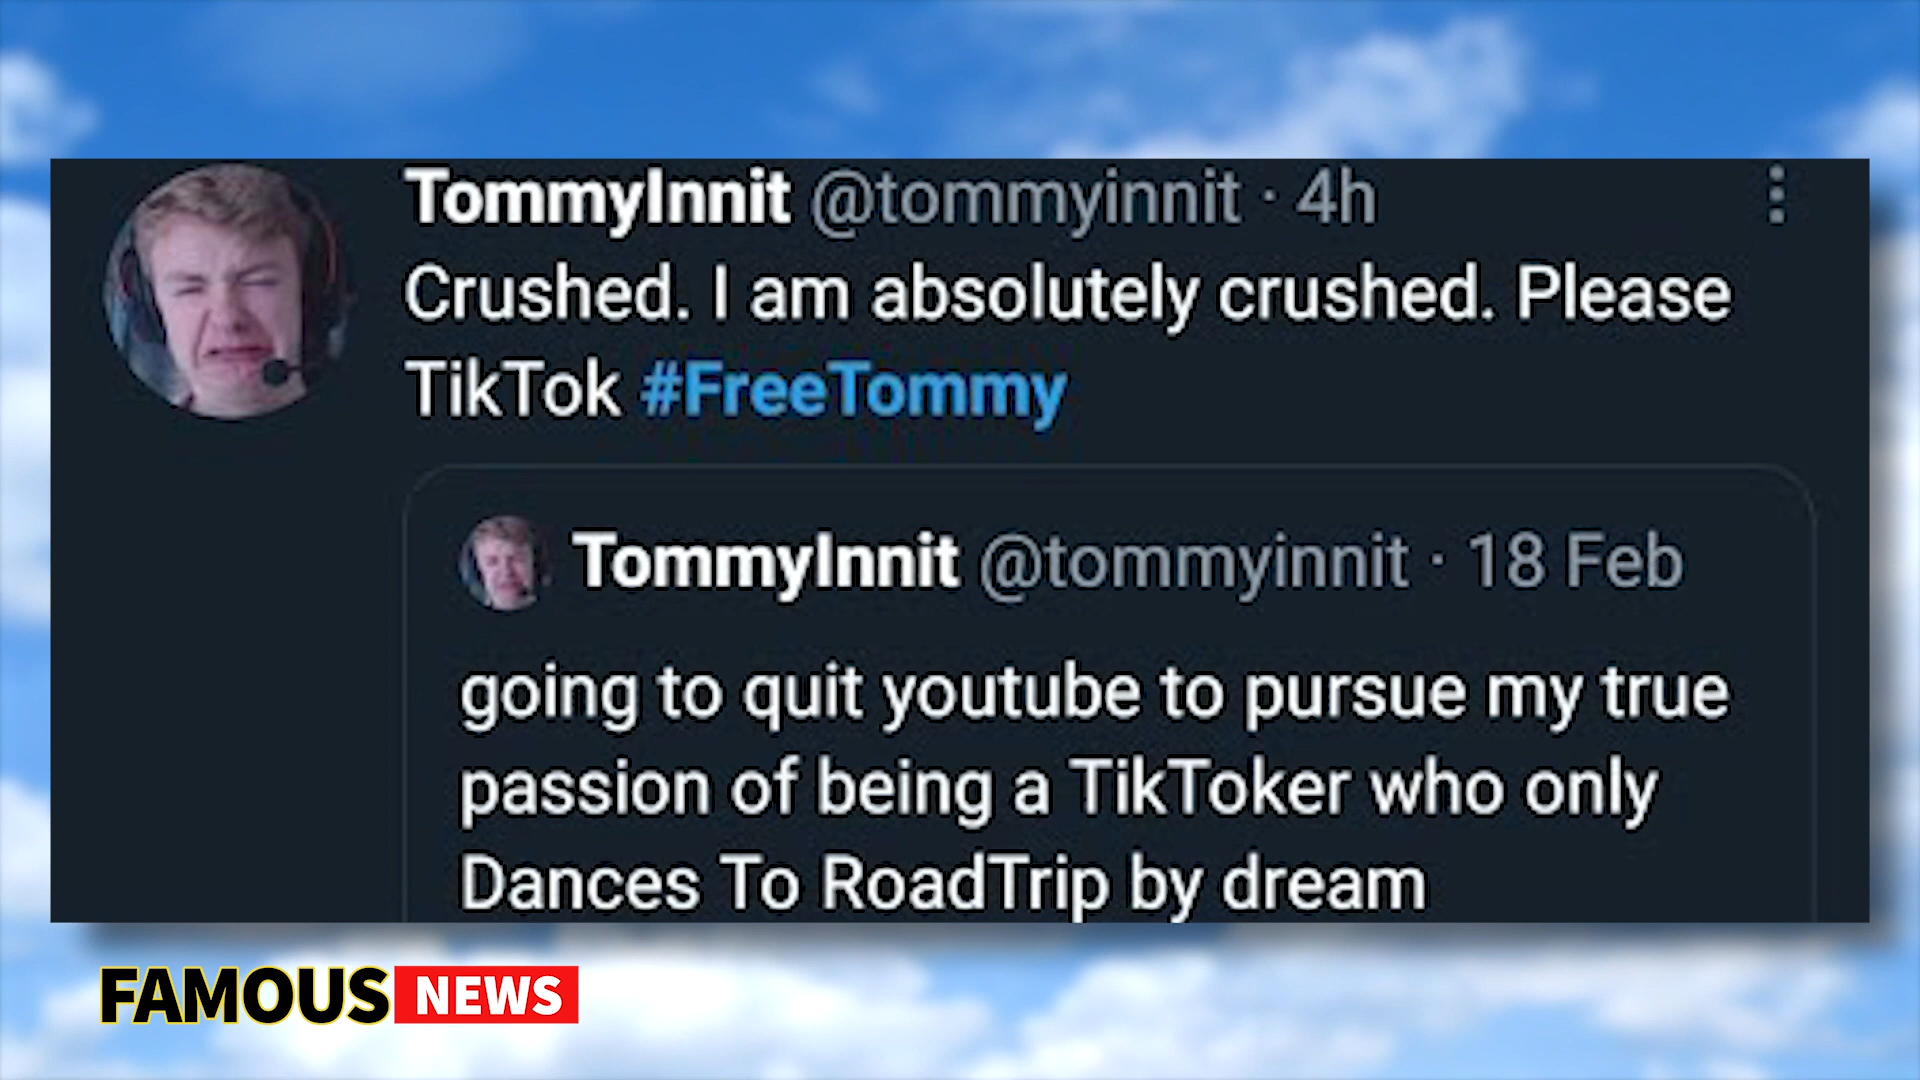 TommyInnit @tommyinnit · 4h
Crushed. I am absolutely crushed. Please
TikTok #FreeTommy
TommyInnit @tommyinnit · 18 Feb
going to quit youtube to pursue my true
passion of being a TikToker who only
Dances To RoadTrip by dream
FAMOUS NEWS